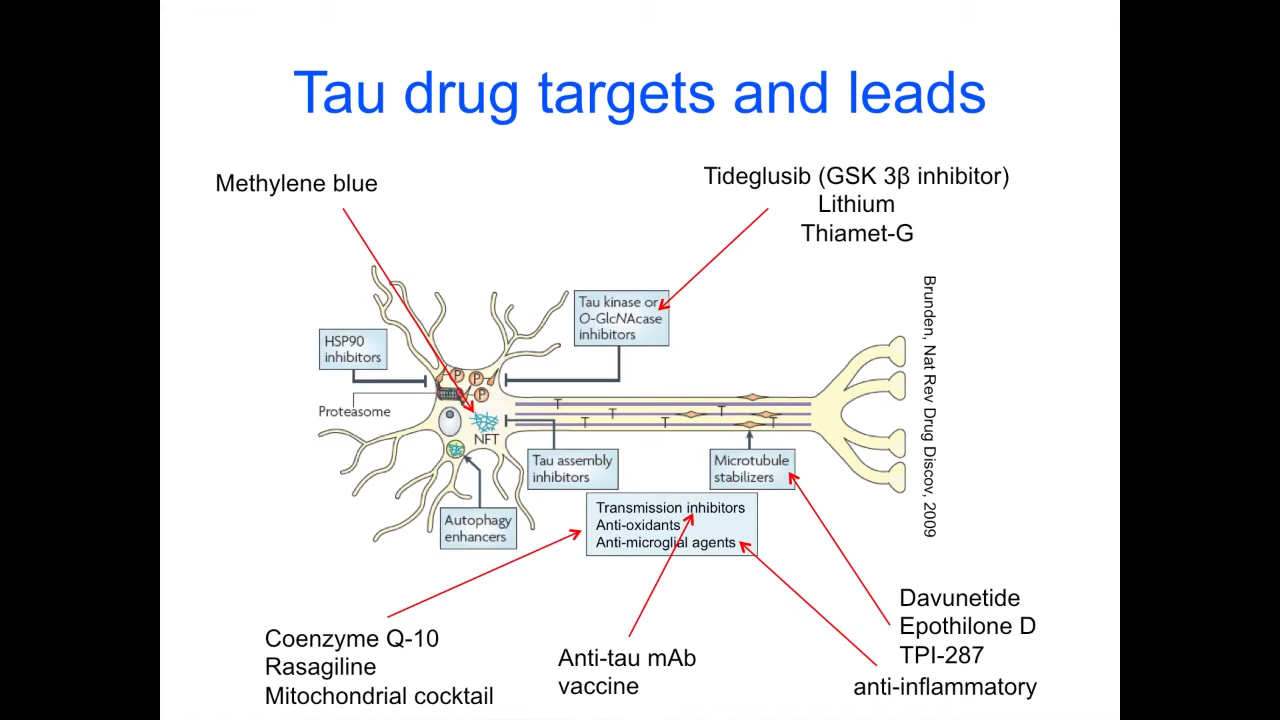 Tau drug targets and leads
Methylene blue
Tideglusib (GSK 3β inhibitor)
Lithium
Thiamet-G
Tau kinase or
O-GlcNAcase
inhibitors
HSP90
inhibitors
P
P
P
Proteasome
NFT
T
T
T
T
T
T
Tau assembly
inhibitors
Microtubule
stabilizers
Autophagy
enhancers
Transmission inhibitors
Anti-oxidants
Anti-microglial agents
Brunden, Nat Rev Drug Discov, 2009
Coenzyme Q-10
Rasagiline
Mitochondrial cocktail
Anti-tau mAb
vaccine
Davunetide
Epothilone D
TPI-287
anti-inflammatory